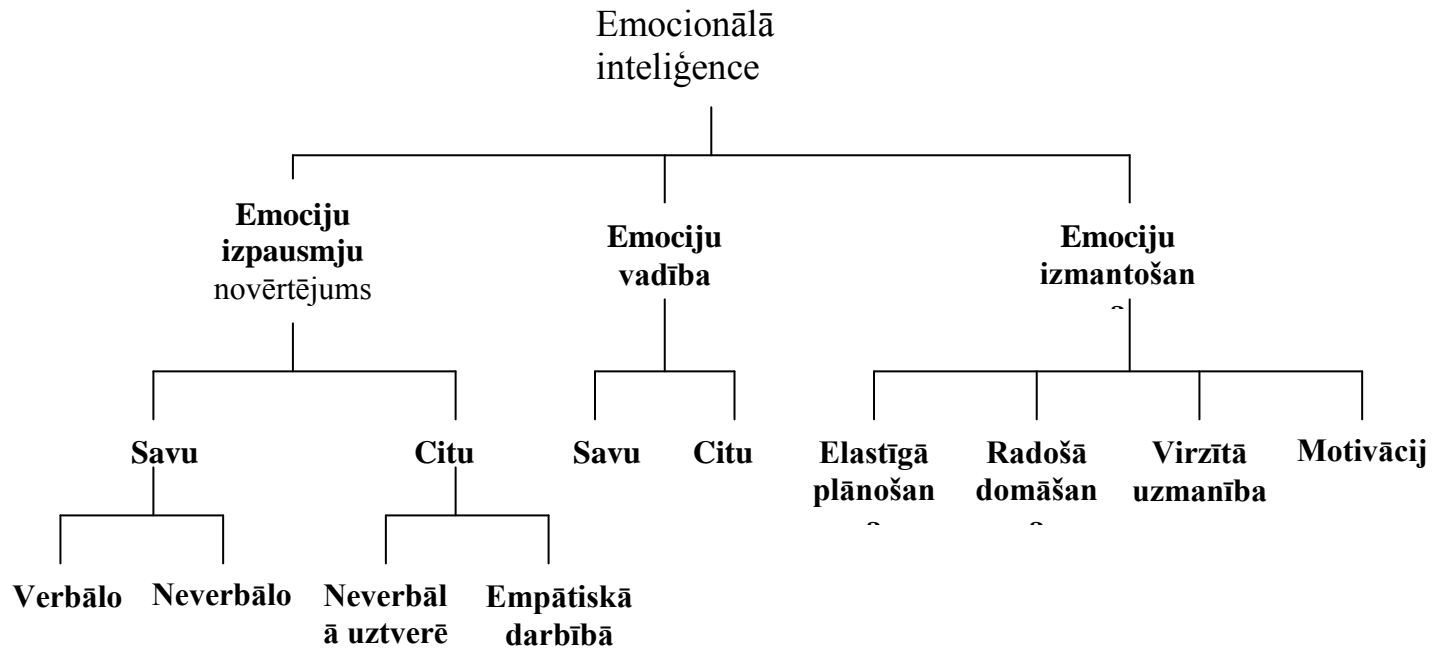 Emocionālā
inteliģence
Emociju
izpausmju
novērtējums
Emociju
vadība
Emociju
izmantošan
Savu
Citu
Savu
Citu
Elastīgā
plānošan
Radošā
domāšan
Virzītā
uzmanība
Motivācij
Verbālo
Neverbālo
Neverbāl
ā uztverē
Empātiskā
darbībā